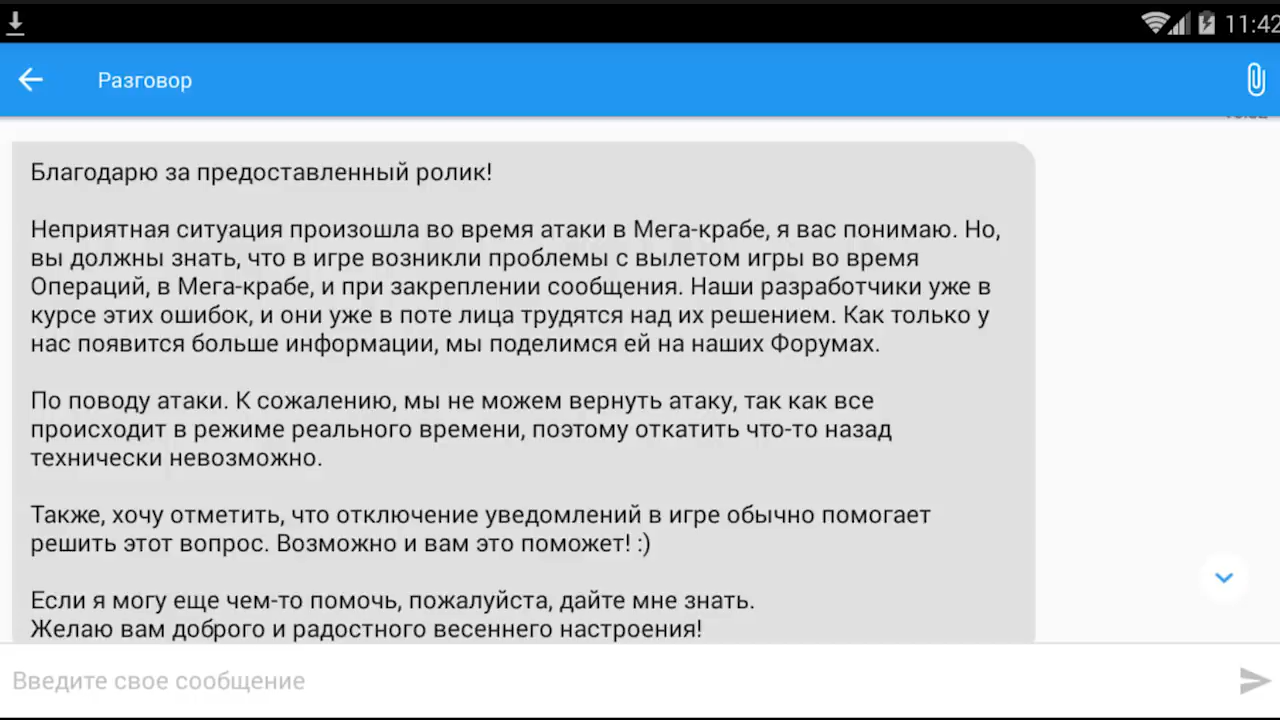 11:42
Разговор
Благодарю за предоставленный ролик!
Неприятная ситуация произошла во время атаки в Мега-крабе, я вас понимаю. Но,
вы должны знать, что в игре возникли проблемы с вылетом игры во время
Операций, в Мега-крабе, и при закреплении сообщения. Наши разработчики уже в
курсе этих ошибок, и они уже в поте лица трудятся над их решением. Как только у
нас появится больше информации, мы поделимся ей на наших Форумах.
По поводу атаки. К сожалению, мы не можем вернуть атаку, так как все
происходит в режиме реального времени, поэтому откатить что-то назад
технически невозможно.
Также, хочу отметить, что отключение уведомлений в игре обычно помогает
решить этот вопрос. Возможно и вам это поможет! :)
Если я могу еще чем-то помочь, пожалуйста, дайте мне знать.
Желаю вам доброго и радостного весеннего настроения!
Введите свое сообщение